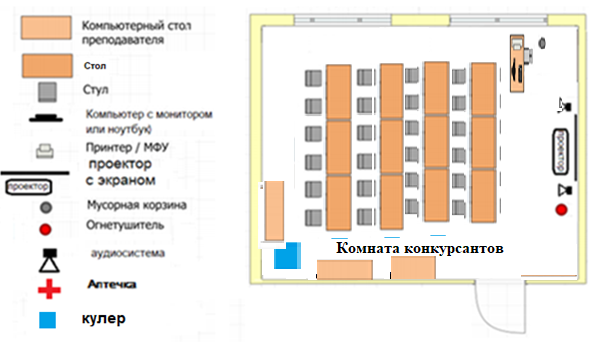 Компьютерный стол
преподавателя
Стол
Стул
Компьютер с монитором
или ноутбук)
Принтер / МФУ
проектор
с экраном
проектор
Мусорная корзина
Огнетушитель
аудиосистема
Аптечка
кулер
проектор
Комната конкурсантов